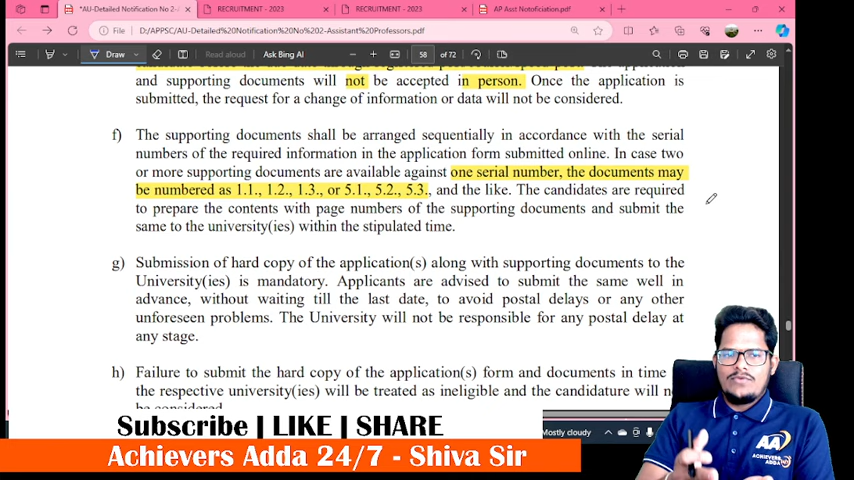 *AU-Detailed Notification No 2-
RECRUITMENT - 2023
RECRUITMENT - 2023
AP Asst Notoficiation.pdf
File
D:/APPSC/AU-Detailed%20Notification%20No%202-Assistant%20Professors.pdf
Draw
Read aloud
Ask Bing AI
58 of 72
and supporting documents will not be accepted in person. Once the application is
submitted, the request for a change of information or data will not be considered.
f) The supporting documents shall be arranged sequentially in accordance with the serial
numbers of the required information in the application form submitted online. In case two
or more supporting documents are available against one serial number, the documents may
be numbered as 1.1., 1.2., 1.3., or 5.1., 5.2., 5.3., and the like. The candidates are required
to prepare the contents with page numbers of the supporting documents and submit the
same to the university(ies) within the stipulated time.
g) Submission of hard copy of the application(s) along with supporting documents to the
University(ies) is mandatory. Applicants are advised to submit the same well in
advance, without waiting till the last date, to avoid postal delays or any other
unforeseen problems. The University will not be responsible for any postal delay at
any stage.
h) Failure to submit the hard copy of the application(s) form and documents in time
the respective university(ies) will be treated as ineligible and the candidature will
be considered
Mostly cloudy
Subscribe | LIKE | SHARE
Achievers Adda 24/7 - Shiva Sir
AA
ACHIEVERS
ADDA